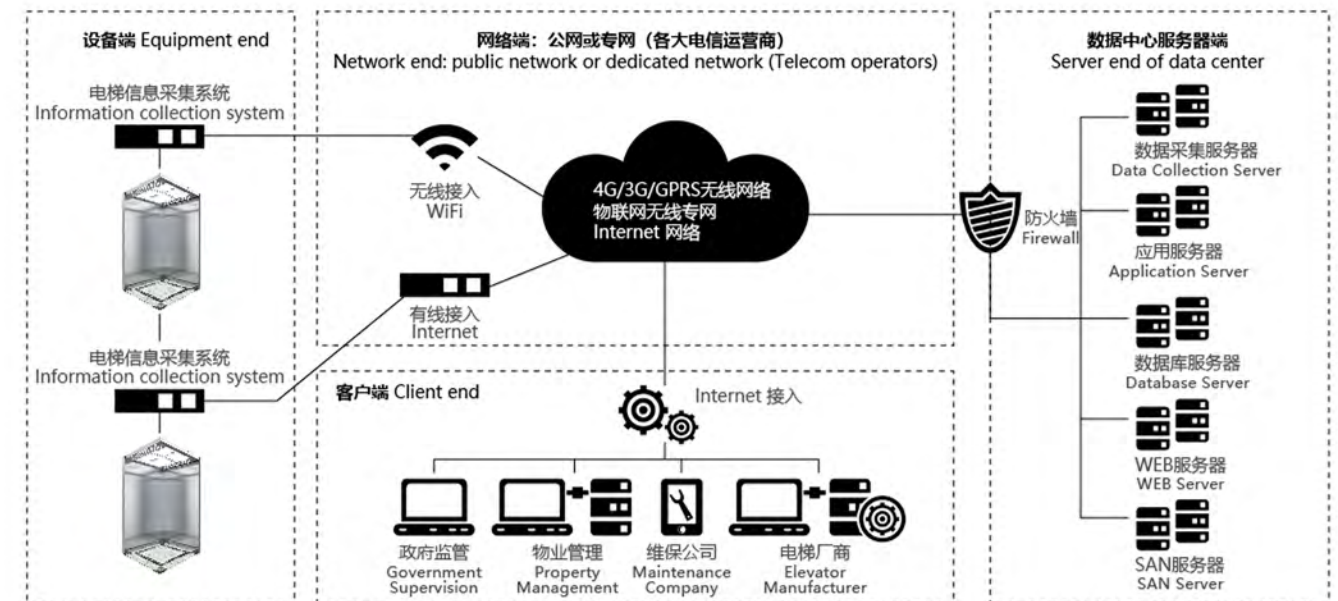 设备端 Equipment end
电梯信息采集系统
Information collection system
电梯信息采集系统
Information collection system
网络端：公网或专网（各大电信运营商）
Network end: public network or dedicated network (Telecom operators)
无线接入
WiFi
4G/3G/GPRS无线网络
物联网无线专网
Internet 网络
有线接入
Internet
客户端 Client end
Internet 接入
政府监管
Government
Supervision
物业管理
Property
Management
维保公司
Maintenance
Company
电梯厂商
Elevator
Manufacturer
数据中心服务器端
Server end of data center
防火墙
Firewall
数据采集服务器
Data Collection Server
应用服务器
Application Server
数据库服务器
Database Server
WEB服务器
WEB Server
SAN服务器
SAN Server